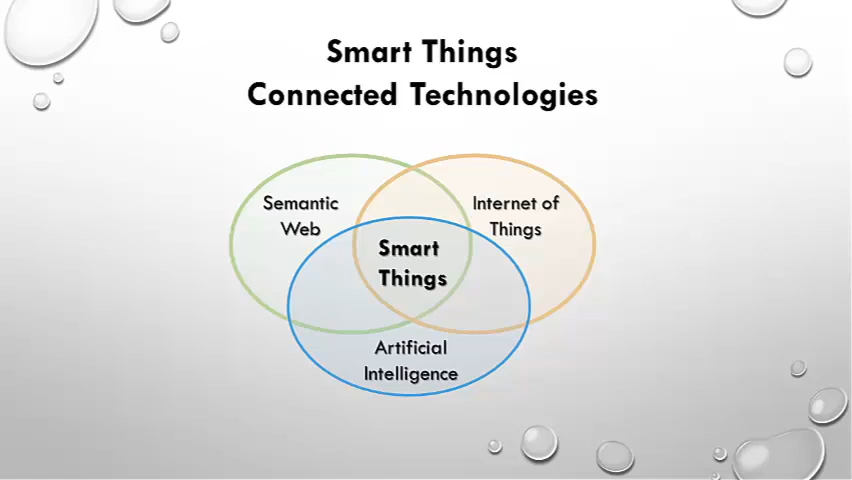 Smart Things
Connected Technologies
Semantic
Web
Internet of
Things
Smart
Things
Artificial
Intelligence